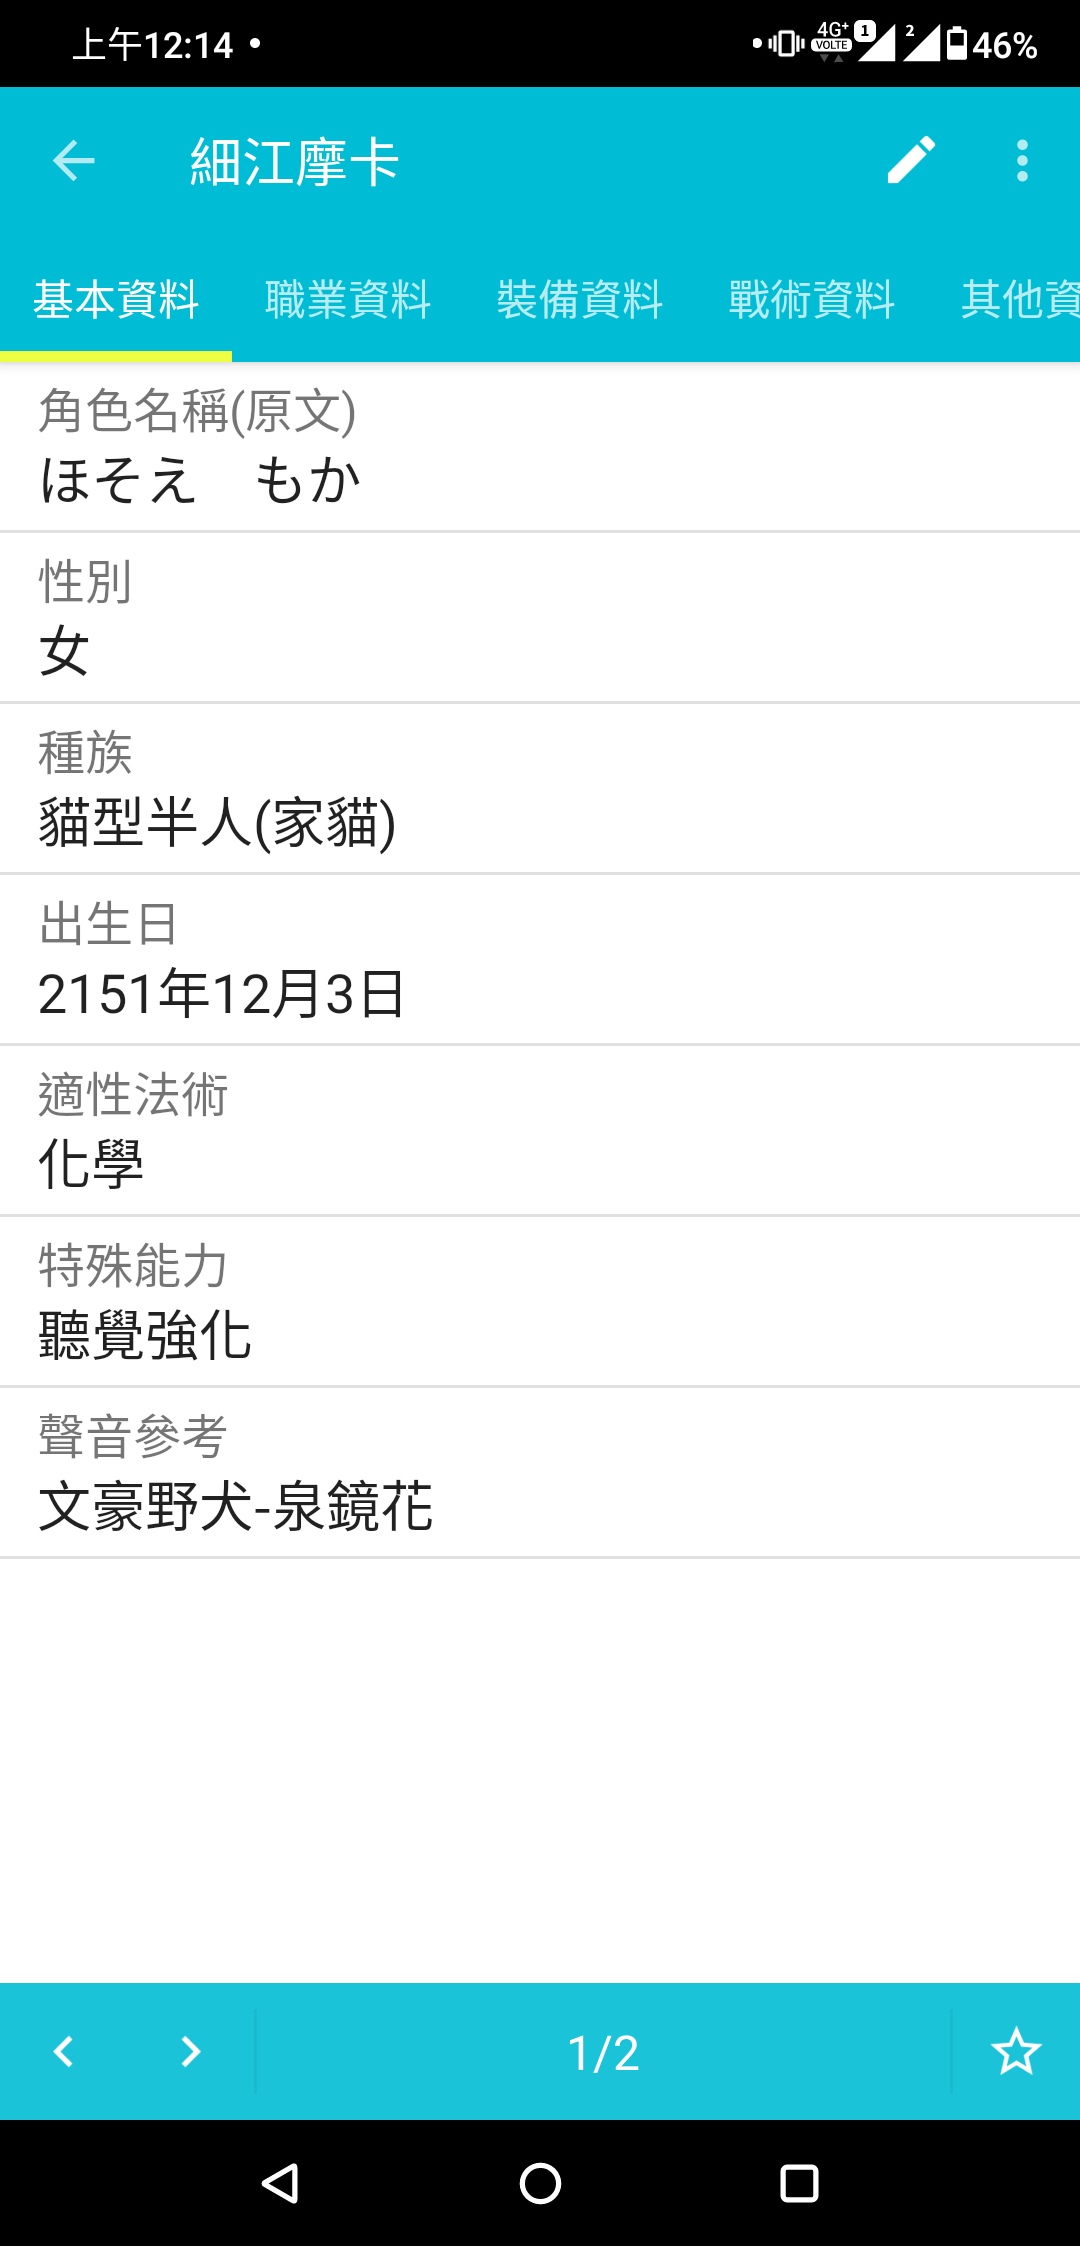 上午12:14
4G+ VOLTE 1 2 46%
細江摩卡
基本資料 職業資料 裝備資料 戰術資料 其他資
角色名稱(原文)
ほそえ　もか
性別
女
種族
貓型半人(家貓)
出生日
2151年12月3日
適性法術
化學
特殊能力
聽覺強化
聲音參考
文豪野犬-泉鏡花
1/2